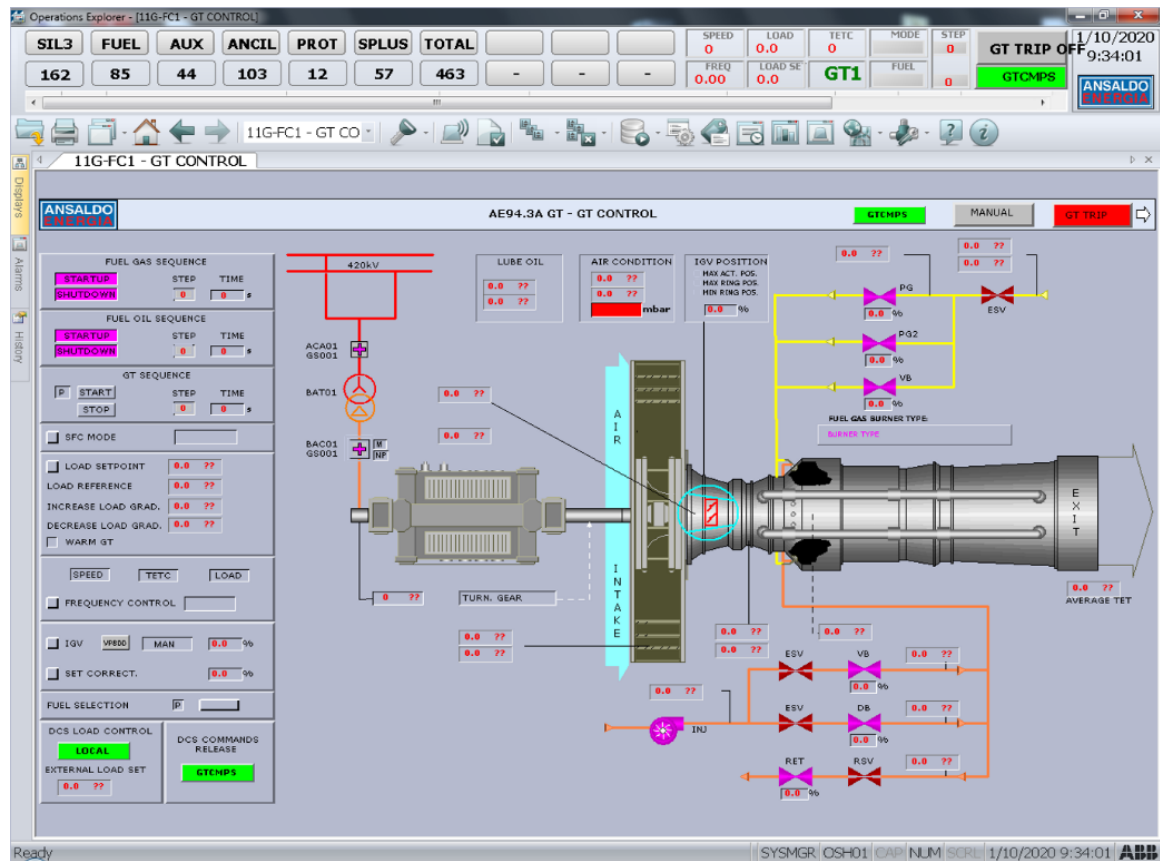 Operations Explorer - [11G-FC1 - GT CONTROL]
SIL3 FUEL AUX ANCIL PROT SPLUS TOTAL
162 85 44 103 12 57 463 - - -
SPEED LOAD TETC MODE STEP
0 0.0 0 0
FREQ LOAD SE FUEL
0.00 0.0 GT1 0
GT TRIP OFF
GTCMPS
1/10/2020
9:34:01
ANSALDO
ENERGIA
11G-FC1 - GT CO
11G-FC1 - GT CONTROL
Displays
Alarms
History
ANSALDO
ENERGIA
AE94.3A GT - GT CONTROL
GTCMPS
MANUAL
GT TRIP
FUEL GAS SEQUENCE
STARTUP STEP TIME
SHUTDOWN 0 0 s
FUEL OIL SEQUENCE
STARTUP STEP TIME
SHUTDOWN 0 0 s
GT SEQUENCE
P START STEP TIME
STOP 0 0 s
SFC MODE
LOAD SETPOINT 0.0 ??
LOAD REFERENCE 0.0 ??
INCREASE LOAD GRAD. 0.0 ??
DECREASE LOAD GRAD. 0.0 ??
WARM GT
SPEED TETC LOAD
FREQUENCY CONTROL
IGV MAN 0.0 %
SET CORRECT. 0.0 %
FUEL SELECTION P
DCS LOAD CONTROL
LOCAL
EXTERNAL LOAD SET
0.0 ??
DCS COMMANDS
RELEASE
GTCMPS
420kV
ACA01
GS001
BAT01
BAC01
GS001
M
NP
0 ??
TURN. GEAR
LUBE OIL
0.0 ??
0.0 ??
AIR CONDITION
0.0 ??
0.0 ??
mbar
IGV POSITION
MAX ACT. POS.
MAX RING POS.
MIN RING POS.
0.0 %
0.0 ??
0.0 ??
AIR
INTAKE
0.0 ??
0.0 ??
0.0 ??
0.0 ??
0.0 ??
0.0 ??
0.0 ??
0.0 ??
PG
0.0 %
ESV
PG2
0.0 %
VB
0.0 %
FUEL GAS BURNER TYPE:
BURNER TYPE
EXIT
0.0 ??
AVERAGE TET
0.0 ??
INJ
ESV VB 0.0 ??
0.0 %
ESV DB 0.0 ??
0.0 %
RET RSV 0.0 ??
0.0 %
Ready
SYSMGR OSH01 CAP NUM SCRL 1/10/2020 9:34:01 ABB